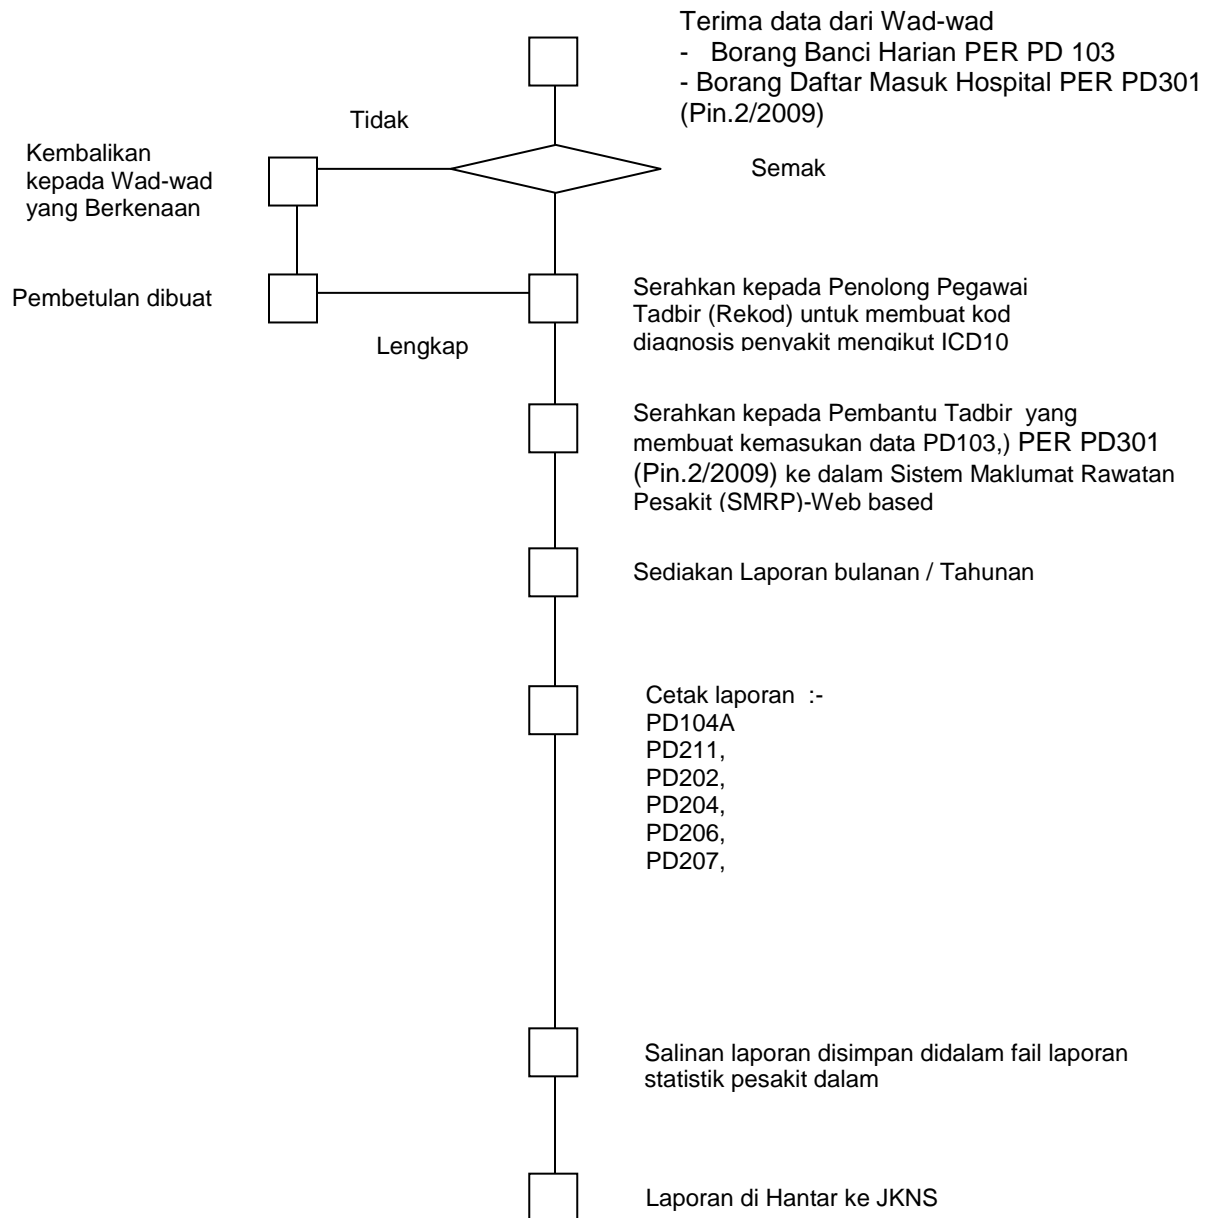 Terima data dari Wad-wad
- Borang Banci Harian PER PD 103
- Borang Daftar Masuk Hospital PER PD301
(Pin.2/2009)
Tidak
Kembalikan
kepada Wad-wad
yang Berkenaan
Semak
Pembetulan dibuat
Lengkap
Serahkan kepada Penolong Pegawai
Tadbir (Rekod) untuk membuat kod
diagnosis penyakit mengikut ICD10
Serahkan kepada Pembantu Tadbir yang
membuat kemasukan data PD103,) PER PD301
(Pin.2/2009) ke dalam Sistem Maklumat Rawatan
Pesakit (SMRP)-Web based
Sediakan Laporan bulanan / Tahunan
Cetak laporan :-
PD104A
PD211,
PD202,
PD204,
PD206,
PD207,
Salinan laporan disimpan didalam fail laporan
statistik pesakit dalam
Laporan di Hantar ke JKNS